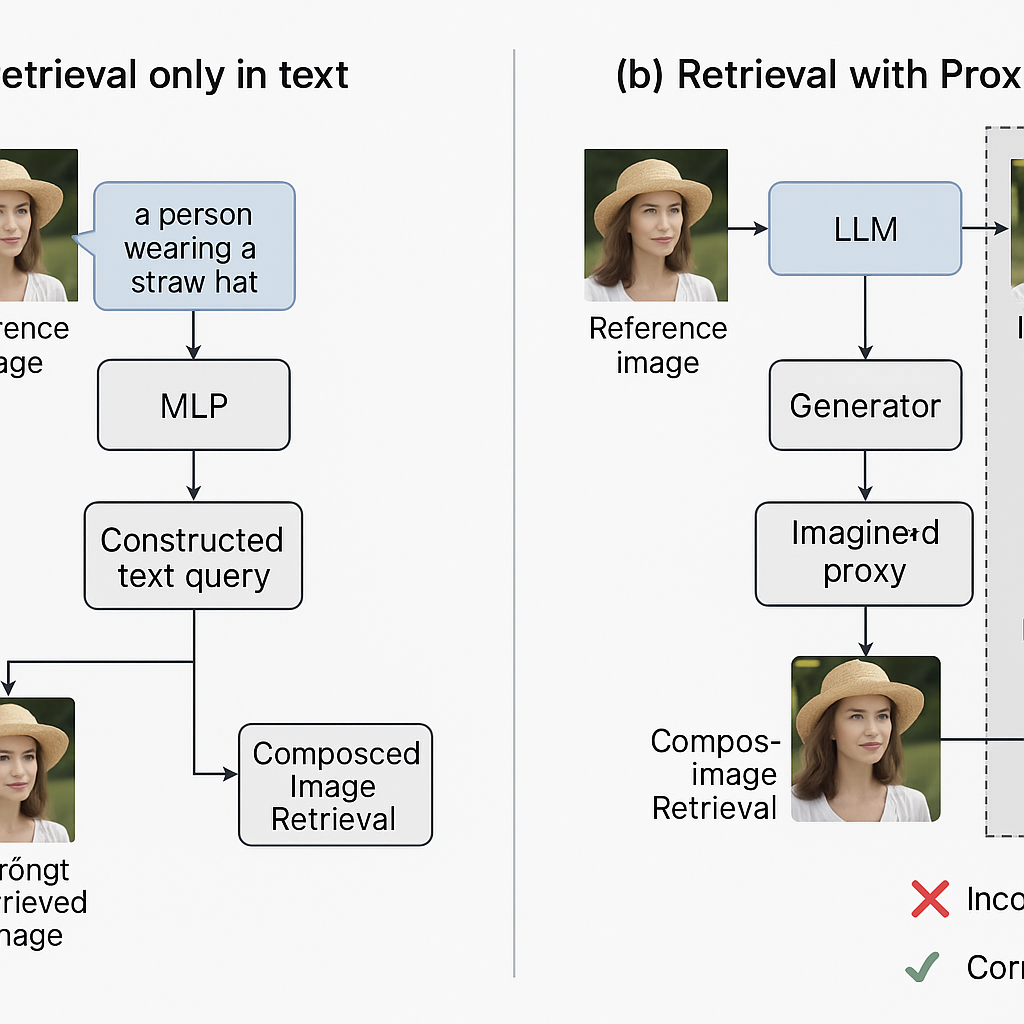 etrieval only in text
a person
wearing a
straw hat
rence
age
MLP
Constructed
text query
Composced
Image
Retrieval
rőngt
rieved
nage
(b) Retrieval with Prox
Reference
image
LLM
Generator
Imagined
proxy
Compos-
image
Retrieval
Inco
Corr